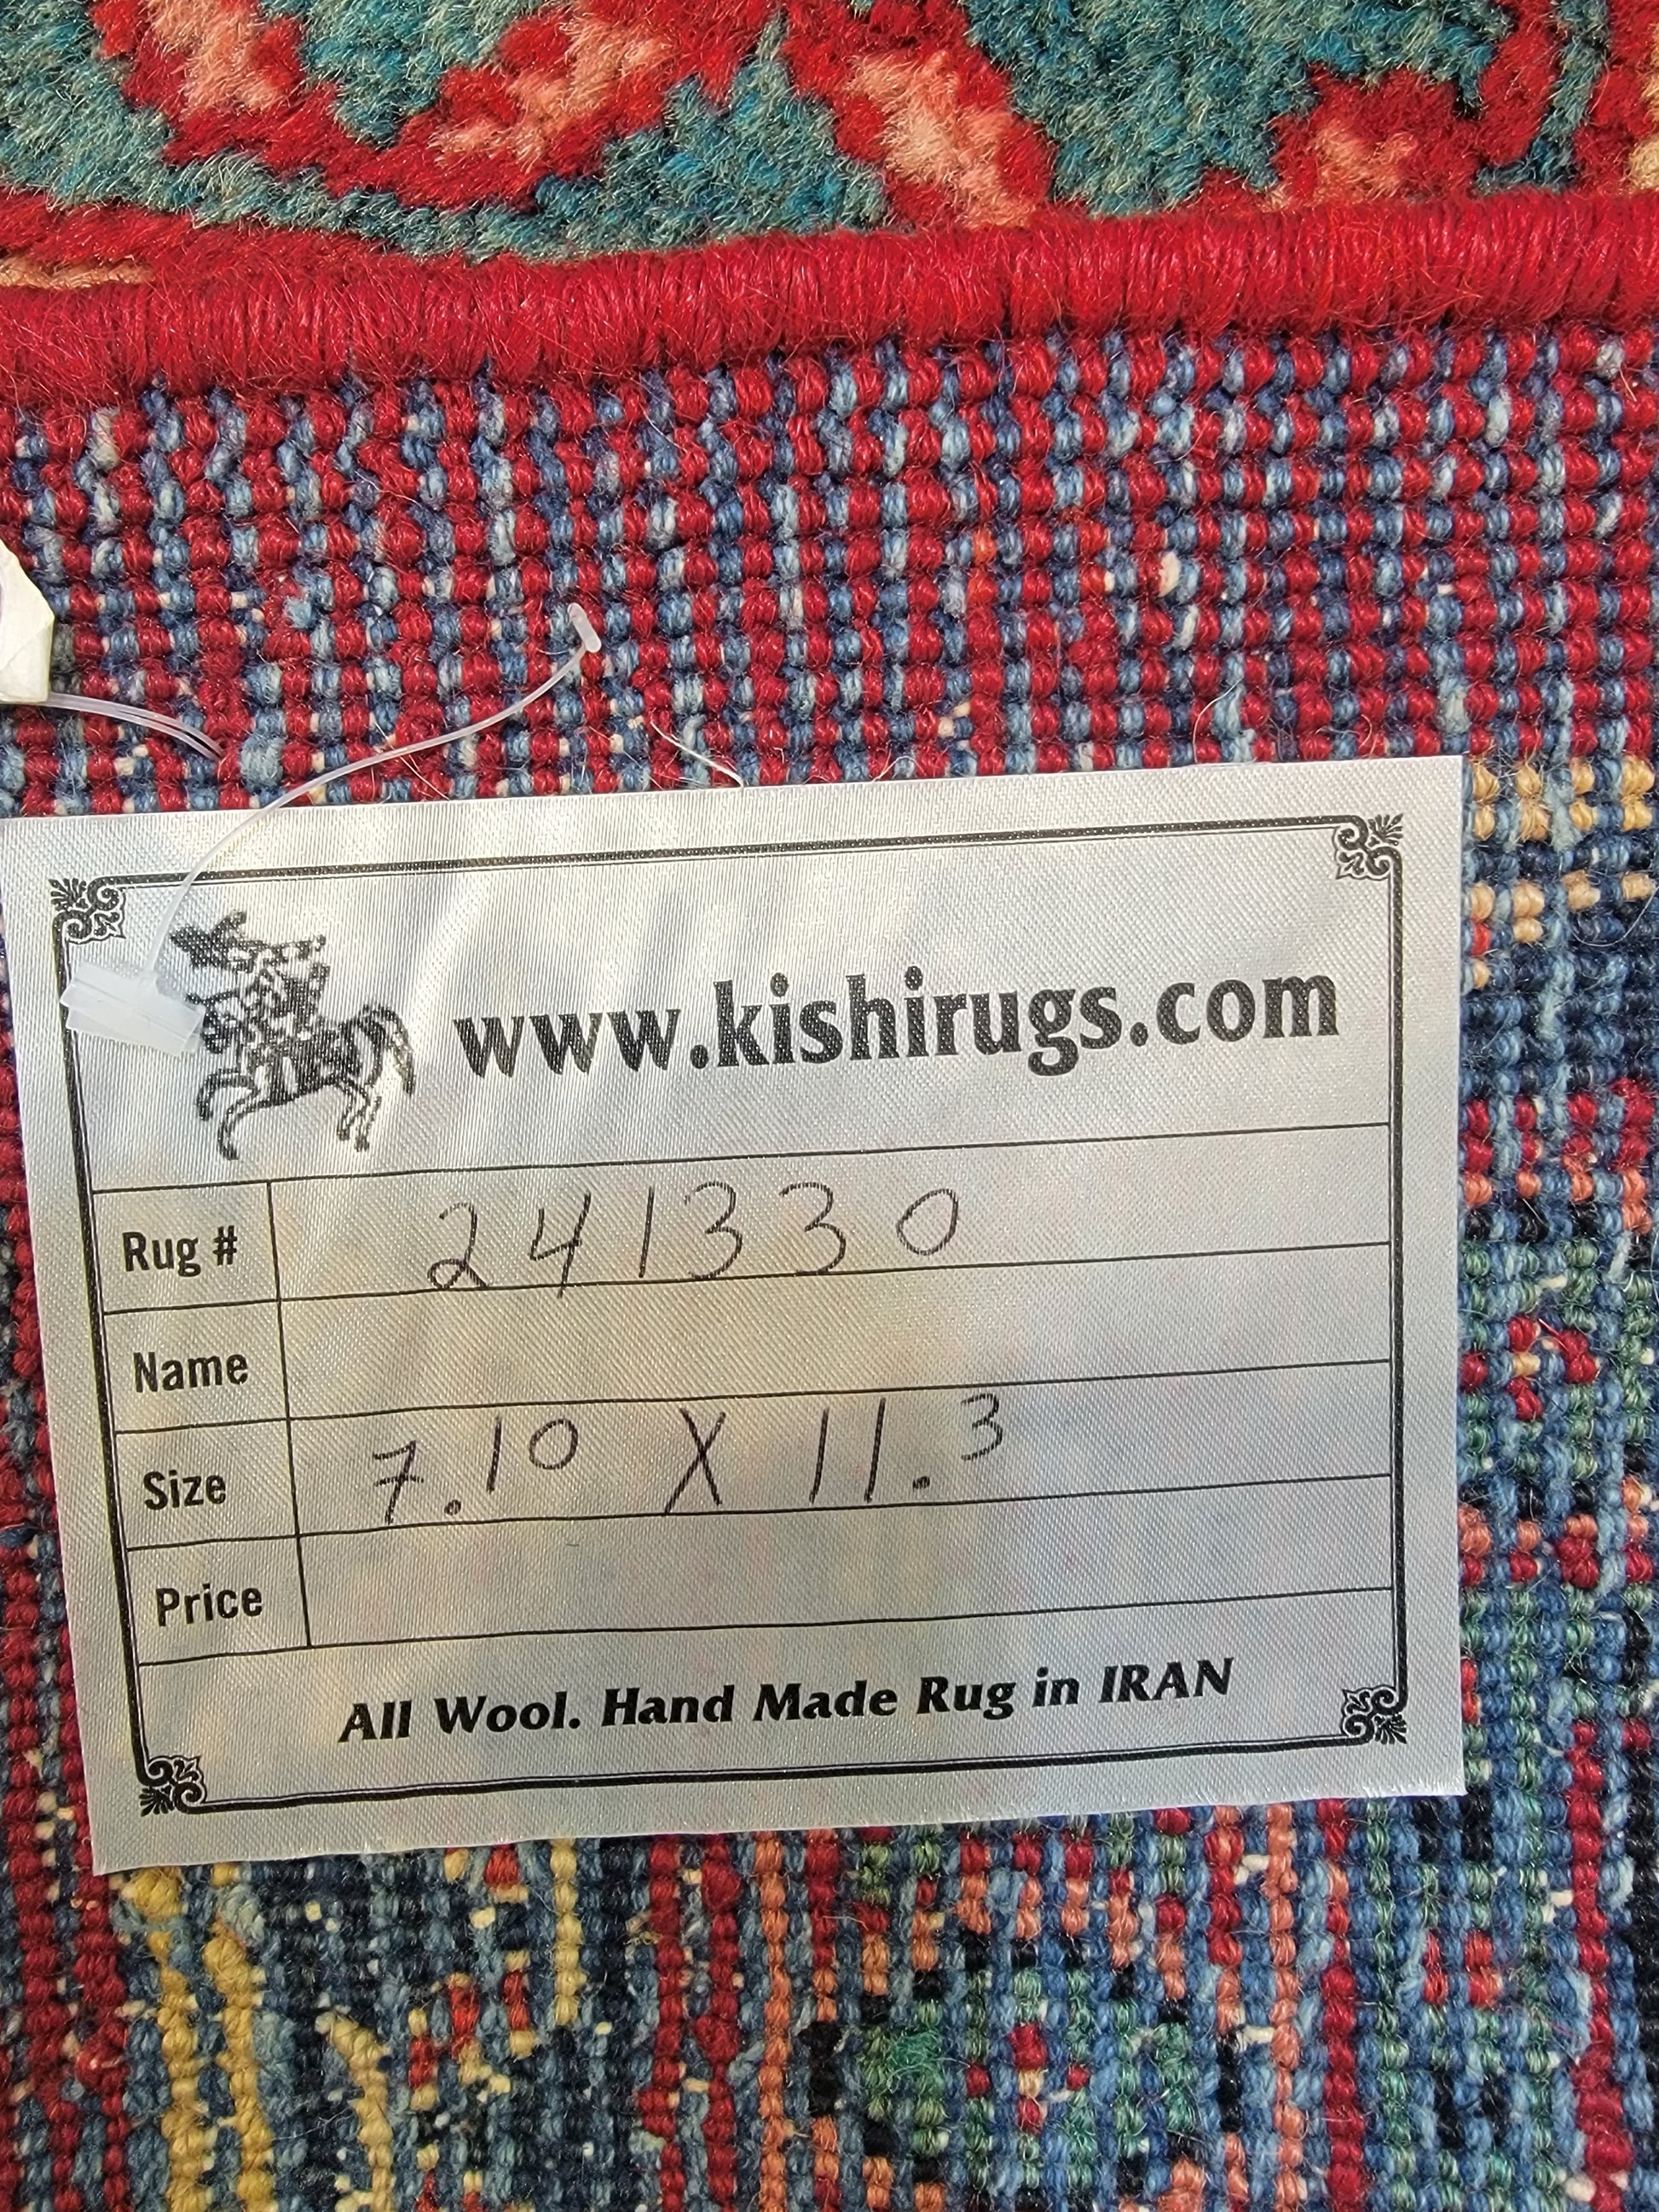 www.kishirugs.com
Rug # 241330
Name
Size 7.10 X 11.3
Price
All Wool. Hand Made Rug in IRAN